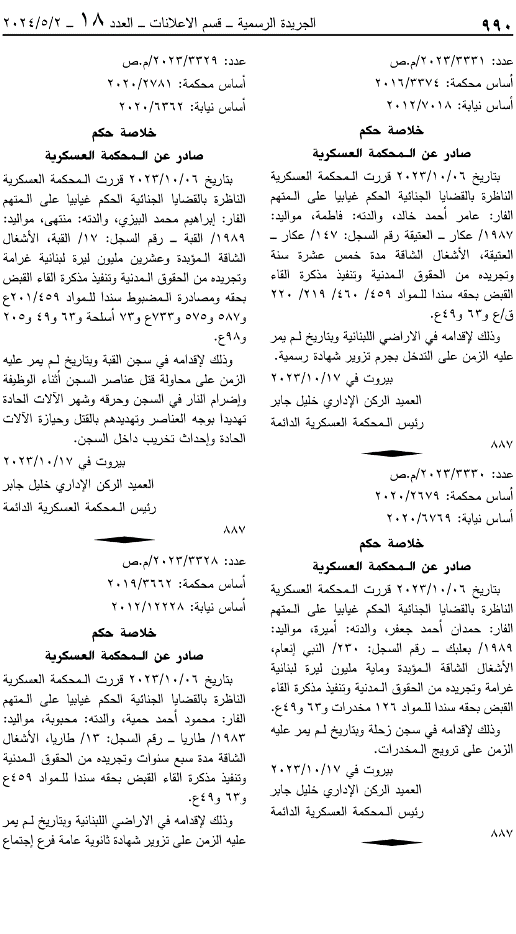 ٩٩٠
الجريدة الرسمية ــ قسم الاعلانات ــ العدد ١٨ ــ ٢٠٢٤/٥/٢
عدد: ٢٠٢٣/٣٣٣١/م.ص
أساس محكمة: ٢٠١٦/٣٣٧٤
أساس نيابة: ٢٠١٢/٧٠١٨
خلاصة حكم
صادر عن المحكمة العسكرية
بتاريخ ٢٠٢٣/١٠/٠٦ قررت المحكمة العسكرية
الناظرة بالقضايا الجنائية الحكم غيابيا على المتهم
الفار: عامر أحمد خالد، والدته: فاطمة، مواليد:
١٩٨٧/ عكار ــ العتيقة رقم السجل: ١٤٧/ عكار ــ
العتيقة، الأشغال الشاقة مدة خمس عشرة سنة
وتجريده من الحقوق المدنية وتنفيذ مذكرة القاء
القبض بحقه سندا للمواد ٤٥٩/ ٤٦٠/ ٢١٩/ ٢٢٠
ق/ع و٦٣ و٤٩ع.
وذلك لإقدامه في الاراضي اللبنانية وبتاريخ لم يمر
عليه الزمن على التدخل بجرم تزوير شهادة رسمية.
بيروت في ٢٠٢٣/١٠/١٧
العميد الركن الإداري خليل جابر
رئيس المحكمة العسكرية الدائمة
٨٨٧
عدد: ٢٠٢٣/٣٣٣٠/م.ص
أساس محكمة: ٢٠٢٠/٢٦٧٩
أساس نيابة: ٢٠٢٠/٦٧٦٩
خلاصة حكم
صادر عن المحكمة العسكرية
بتاريخ ٢٠٢٣/١٠/٠٦ قررت المحكمة العسكرية
الناظرة بالقضايا الجنائية الحكم غيابيا على المتهم
الفار: حمدان أحمد جعفر، والدته: أميرة، مواليد:
١٩٨٩/ بعلبك ــ رقم السجل: ٢٣٠/ النبي إنعام،
الأشغال الشاقة المؤبدة وماية مليون ليرة لبنانية
غرامة وتجريده من الحقوق المدنية وتنفيذ مذكرة القاء
القبض بحقه سندا للمواد ١٢٦ مخدرات و٦٣ و٤٩ع.
وذلك لإقدامه في سجن زحلة وبتاريخ لم يمر عليه
الزمن على ترويج المخدرات.
بيروت في ٢٠٢٣/١٠/١٧
العميد الركن الإداري خليل جابر
رئيس المحكمة العسكرية الدائمة
٨٨٧
عدد: ٢٠٢٣/٣٣٢٩/م.ص
أساس محكمة: ٢٠٢٠/٢٧٨١
أساس نيابة: ٢٠٢٠/٦٣٦٢
خلاصة حكم
صادر عن المحكمة العسكرية
بتاريخ ٢٠٢٣/١٠/٠٦ قررت المحكمة العسكرية
الناظرة بالقضايا الجنائية الحكم غيابيا على المتهم
الفار: إبراهيم محمد البيزي، والدته: منتهى، مواليد:
١٩٨٩/ القبة ــ رقم السجل: ١٧/ القبة، الأشغال
الشاقة المؤبدة وعشرين مليون ليرة لبنانية غرامة
وتجريده من الحقوق المدنية وتنفيذ مذكرة القاء القبض
بحقه ومصادرة المضبوط سندا للمواد ٢٠١/٤٥٩ع
و٥٨٧ و٥٧٥ و٧٣٣ع و٧٣ أسلحة و٦٣ و٤٩ و٢٠٥
و٩٨ع.
وذلك لإقدامه في سجن القبة وبتاريخ لم يمر عليه
الزمن على محاولة قتل عناصر السجن أثناء الوظيفة
وإضرام النار في السجن وحرقه وشهر الآلات الحادة
تهديدا بوجه العناصر وتهديدهم بالقتل وحيازة الآلات
الحادة وإحداث تخريب داخل السجن.
بيروت في ٢٠٢٣/١٠/١٧
العميد الركن الإداري خليل جابر
رئيس المحكمة العسكرية الدائمة
٨٨٧
عدد: ٢٠٢٣/٣٣٢٨/م.ص
أساس محكمة: ٢٠١٩/٣٦٦٢
أساس نيابة: ٢٠١٢/١٢٢٢٨
خلاصة حكم
صادر عن المحكمة العسكرية
بتاريخ ٢٠٢٣/١٠/٠٦ قررت المحكمة العسكرية
الناظرة بالقضايا الجنائية الحكم غيابيا على المتهم
الفار: محمود أحمد حمية، والدته: محبوبة، مواليد:
١٩٨٣/ طاريا ــ رقم السجل: ١٣/ طاريا، الأشغال
الشاقة مدة سبع سنوات وتجريده من الحقوق المدنية
وتنفيذ مذكرة القاء القبض بحقه سندا للمواد ٤٥٩ع
و٦٣ و٤٩ع.
وذلك لإقدامه في الاراضي اللبنانية وبتاريخ لم يمر
عليه الزمن على تزوير شهادة ثانوية عامة فرع إجتماع